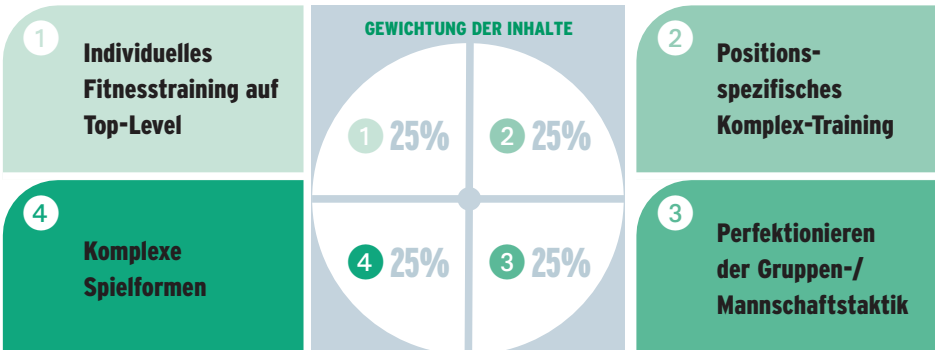 1
Individuelles
Fitnesstraining auf
Top-Level
GEWICHTUNG DER INHALTE
1 25%
2 25%
4 25%
3 25%
2
Positions-
spezifisches
Komplex-Training
4
Komplexe
Spielformen
3
Perfektionieren
der Gruppen-/
Mannschaftstaktik